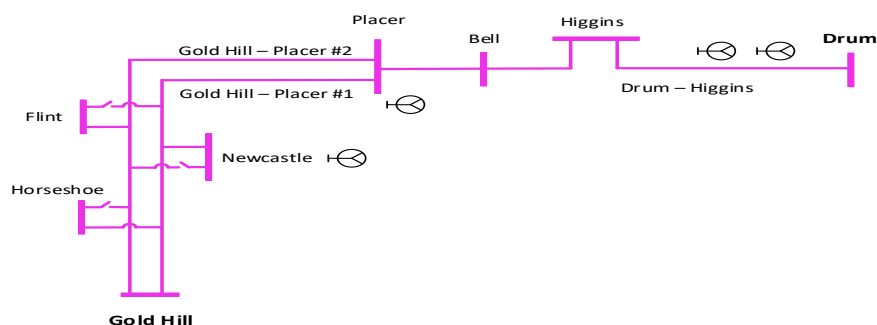 Placer
Higgins
Bell
Drum
Gold Hill – Placer #2
Gold Hill – Placer #1
Drum – Higgins
Flint
Newcastle
Horseshoe
Gold Hill